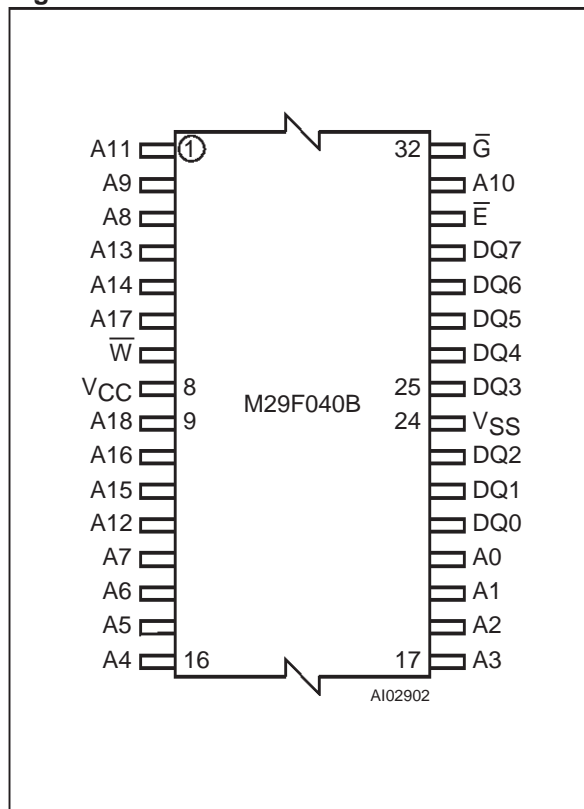 A11 1 32 G̅
A9 A10
A8 E̅
A13 DQ7
A14 DQ6
A17 DQ5
W̅ DQ4
VCC 8 25 DQ3
M29F040B
A18 9 24 VSS
A16 DQ2
A15 DQ1
A12 DQ0
A7 A0
A6 A1
A5 A2
A4 16 17 A3
AI02902